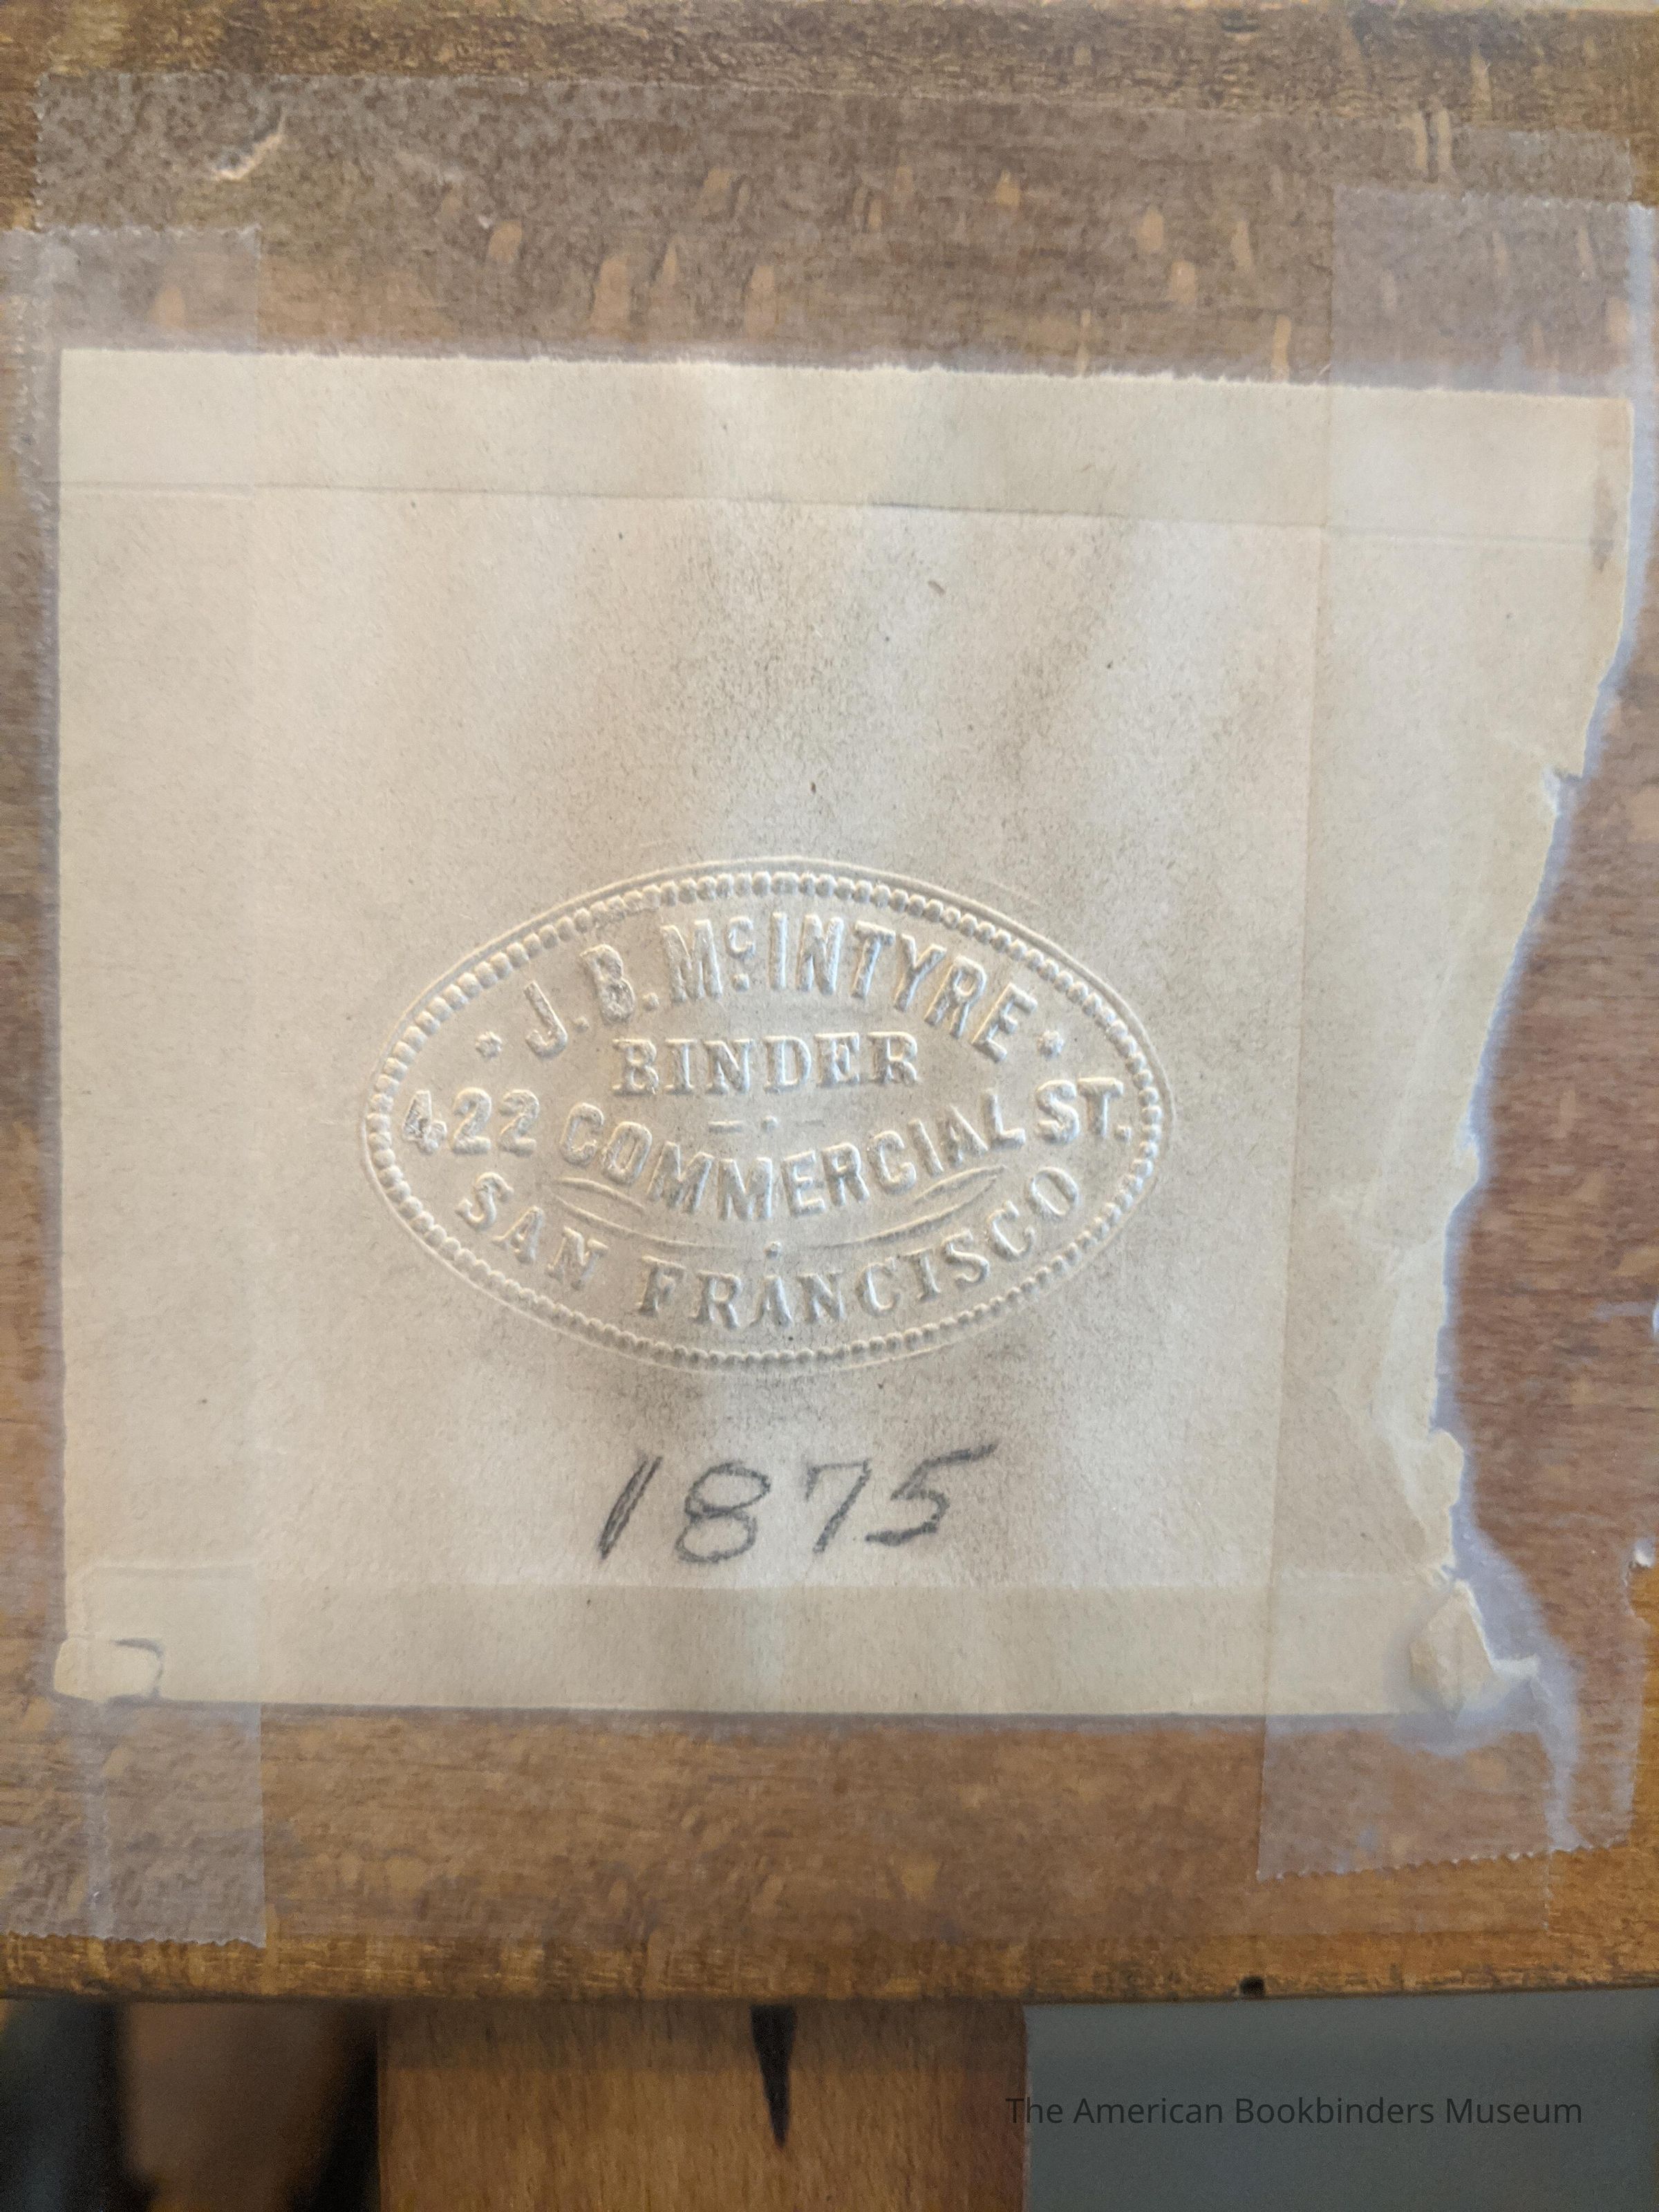 • J. B. McINTYRE •
BINDER
422 COMMERCIAL ST.
SAN FRANCISCO
1875
The American Bookbinders Museum